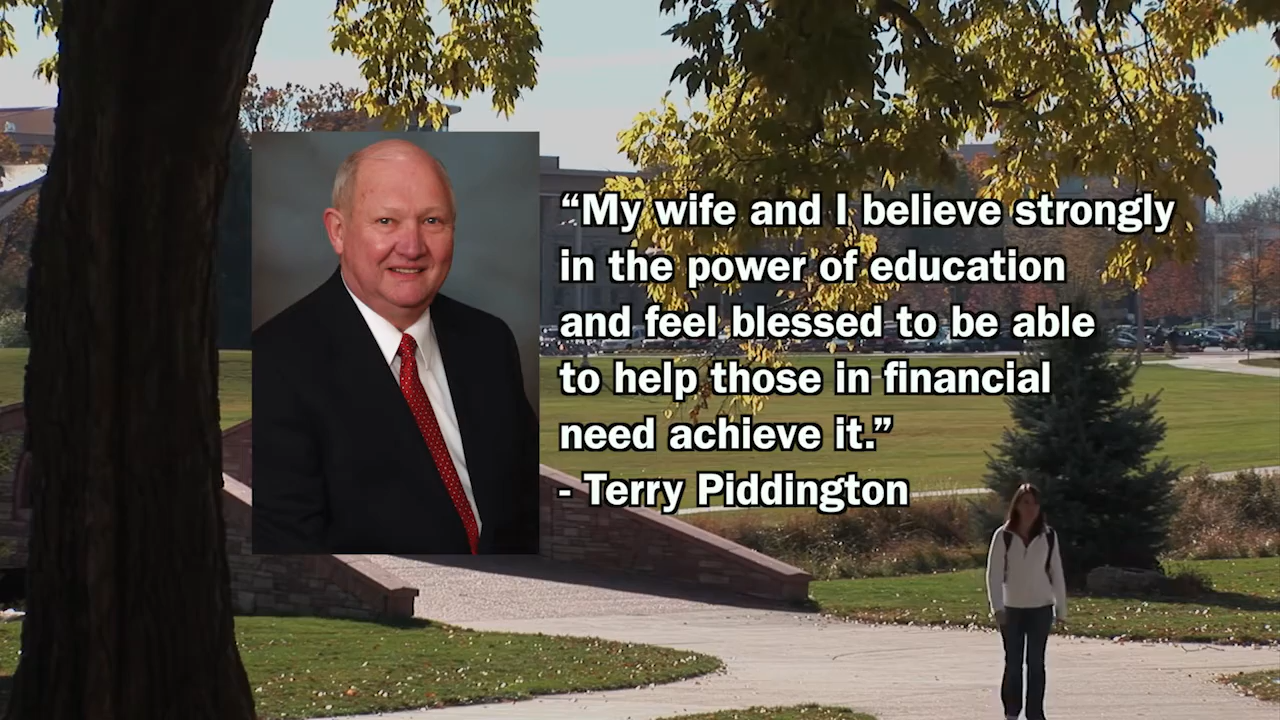 “My wife and I believe strongly
in the power of education
and feel blessed to be able
to help those in financial
need achieve it.”
- Terry Piddington